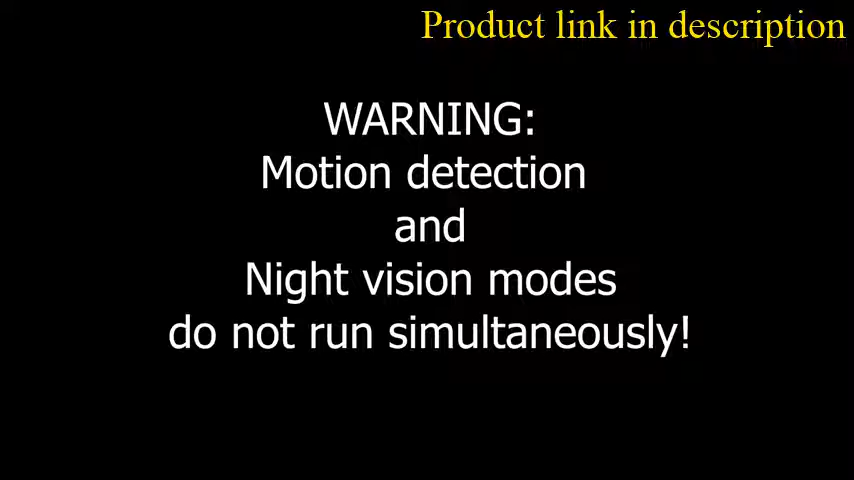 Product link in description
WARNING:
Motion detection
and
Night vision modes
do not run simultaneously!